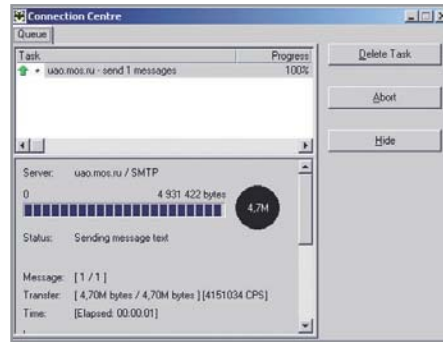 Connection Centre
Queue
Task Progress
uao.mos.ru - send 1 messages 100%
Delete Task
Abort
Hide
Server: uao.mos.ru / SMTP
0 4 931 422 bytes
4,7M
Status: Sending message text
Message: [1 / 1]
Transfer: [ 4,70M bytes / 4,70M bytes ] [4151034 CPS]
Time: [Elapsed: 00:00:01]